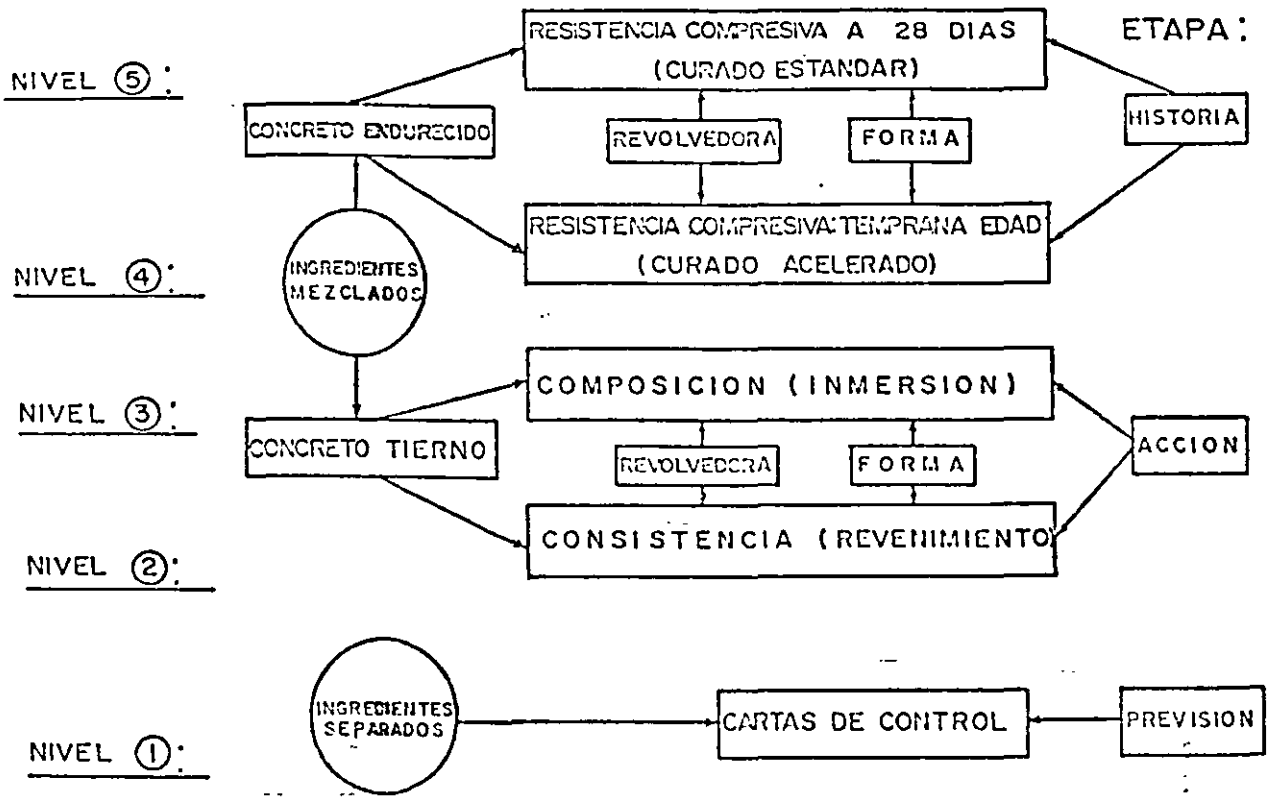 RESISTENCIA COMPRESIVA A 28 DIAS
(CURADO ESTANDAR)
ETAPA:
NIVEL 5:
CONCRETO ENDURECIDO
REVOLVEDORA
FORMA
HISTORIA
RESISTENCIA COMPRESIVA:TEMPRANA EDAD
(CURADO ACELERADO)
NIVEL 4:
INGREDIENTES
MEZCLADOS
COMPOSICION (INMERSION)
NIVEL 3:
CONCRETO TIERNO
REVOLVEDORA
FORMA
ACCION
CONSISTENCIA (REVENIMIENTO)
NIVEL 2:
INGREDIENTES
SEPARADOS
CARTAS DE CONTROL
PREVISION
NIVEL 1: